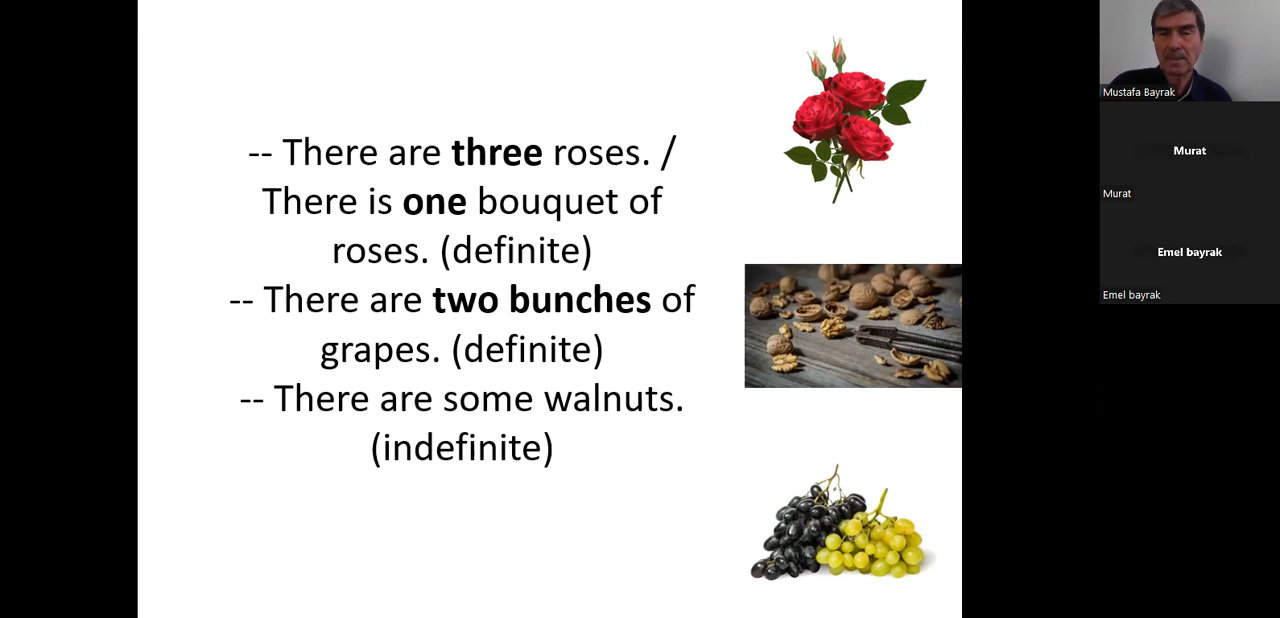 -- There are three roses. /
There is one bouquet of
roses. (definite)
-- There are two bunches of
grapes. (definite)
-- There are some walnuts.
(indefinite)
Mustafa Bayrak
Murat
Murat
Emel bayrak
Emel bayrak